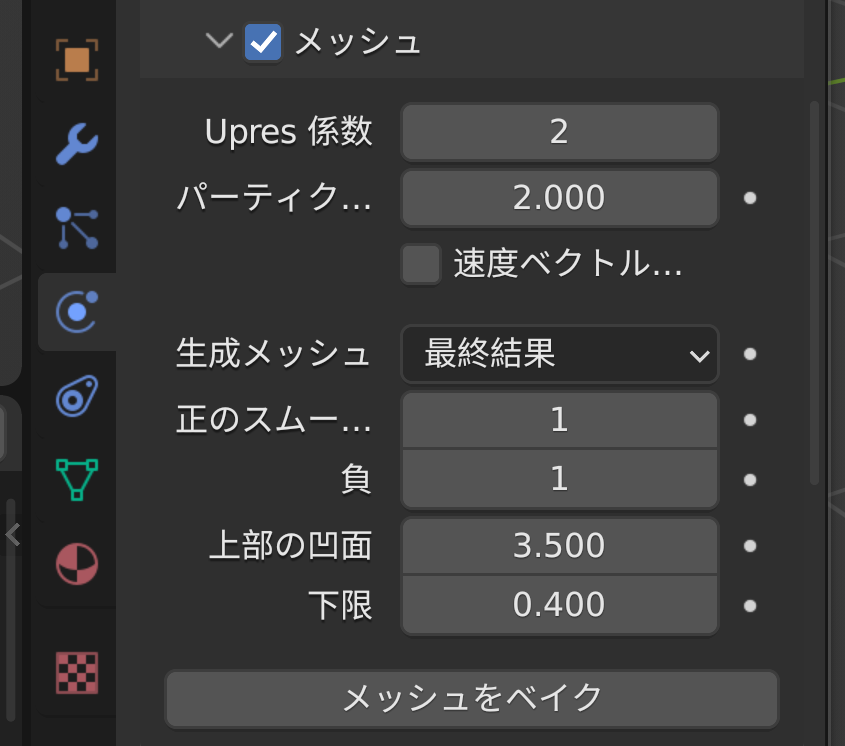 メッシュ
Upres 係数 2
パーティク... 2.000
速度ベクトル...
生成メッシュ 最終結果
正のスムー... 1
負 1
上部の凹面 3.500
下限 0.400
メッシュをベイク